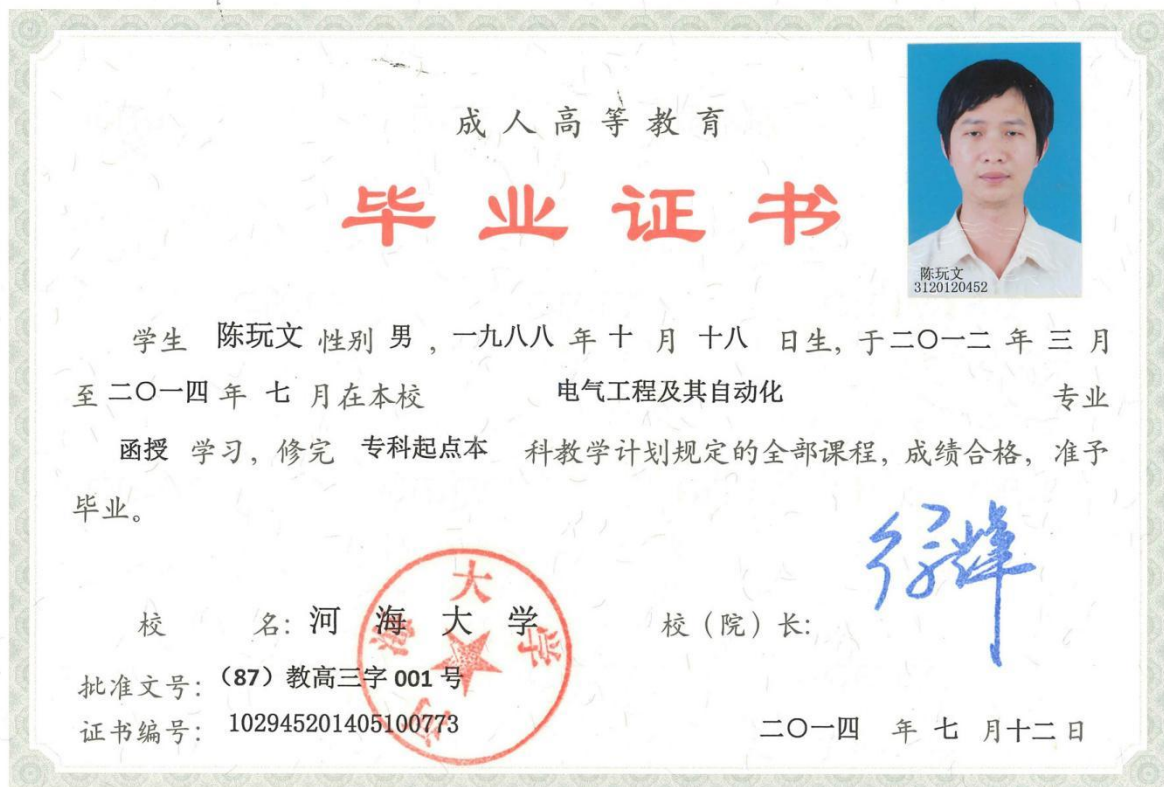 成人高等教育
毕业证书
陈玩文
3120120452
学生 陈玩文 性别 男 , 一九八八 年 十 月 十八 日生, 于二〇一二 年 三 月
至 二〇一四 年 七 月在本校 电气工程及其自动化 专业
函授 学习, 修完 专科起点本 科教学计划规定的全部课程, 成绩合格, 准予
毕业。
校 名: 河海大学 校（院）长:
河海大学
批准文号: （87）教高三字 001 号
证书编号: 102945201405100773
二〇一四 年 七 月十二日